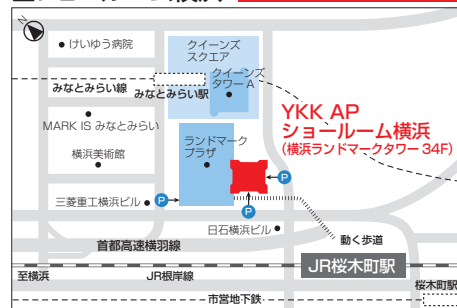 N
けいゆう病院
クイーンズ
スクエア
クイーンズ
タワーA
みなとみらい線
みなとみらい駅
MARK IS みなとみらい
YKK AP
ショールーム横浜
(横浜ランドマークタワー 34F)
横浜美術館
ランドマーク
プラザ
P
三菱重工横浜ビル
P
P
日石横浜ビル
動く歩道
首都高速横羽線
JR桜木町駅
至横浜
JR根岸線
桜木町駅
市営地下鉄